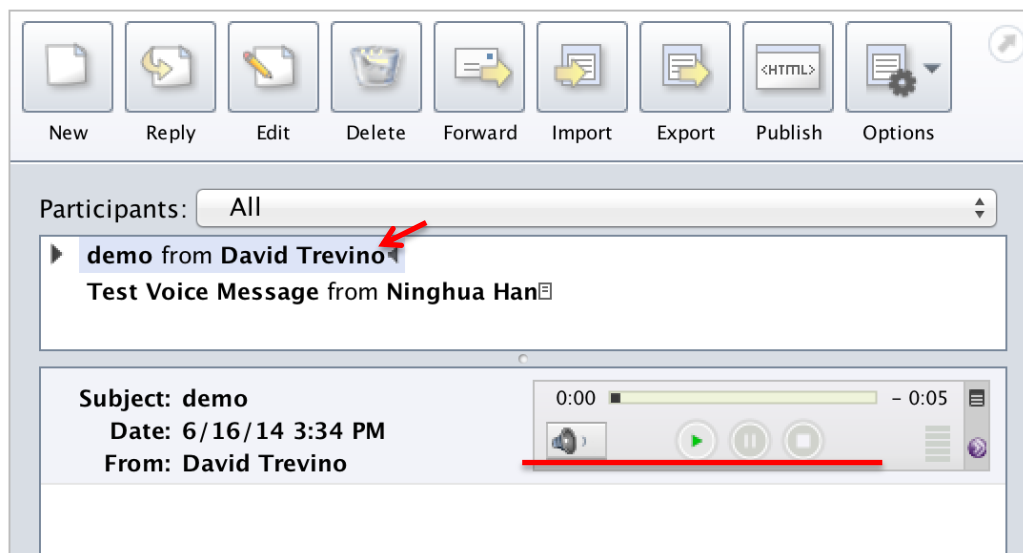 <HTML>
New Reply Edit Delete Forward Import Export Publish Options
Participants: All
demo from David Trevino
Test Voice Message from Ninghua Han
Subject: demo
0:00 - 0:05
Date: 6/16/14 3:34 PM
From: David Trevino